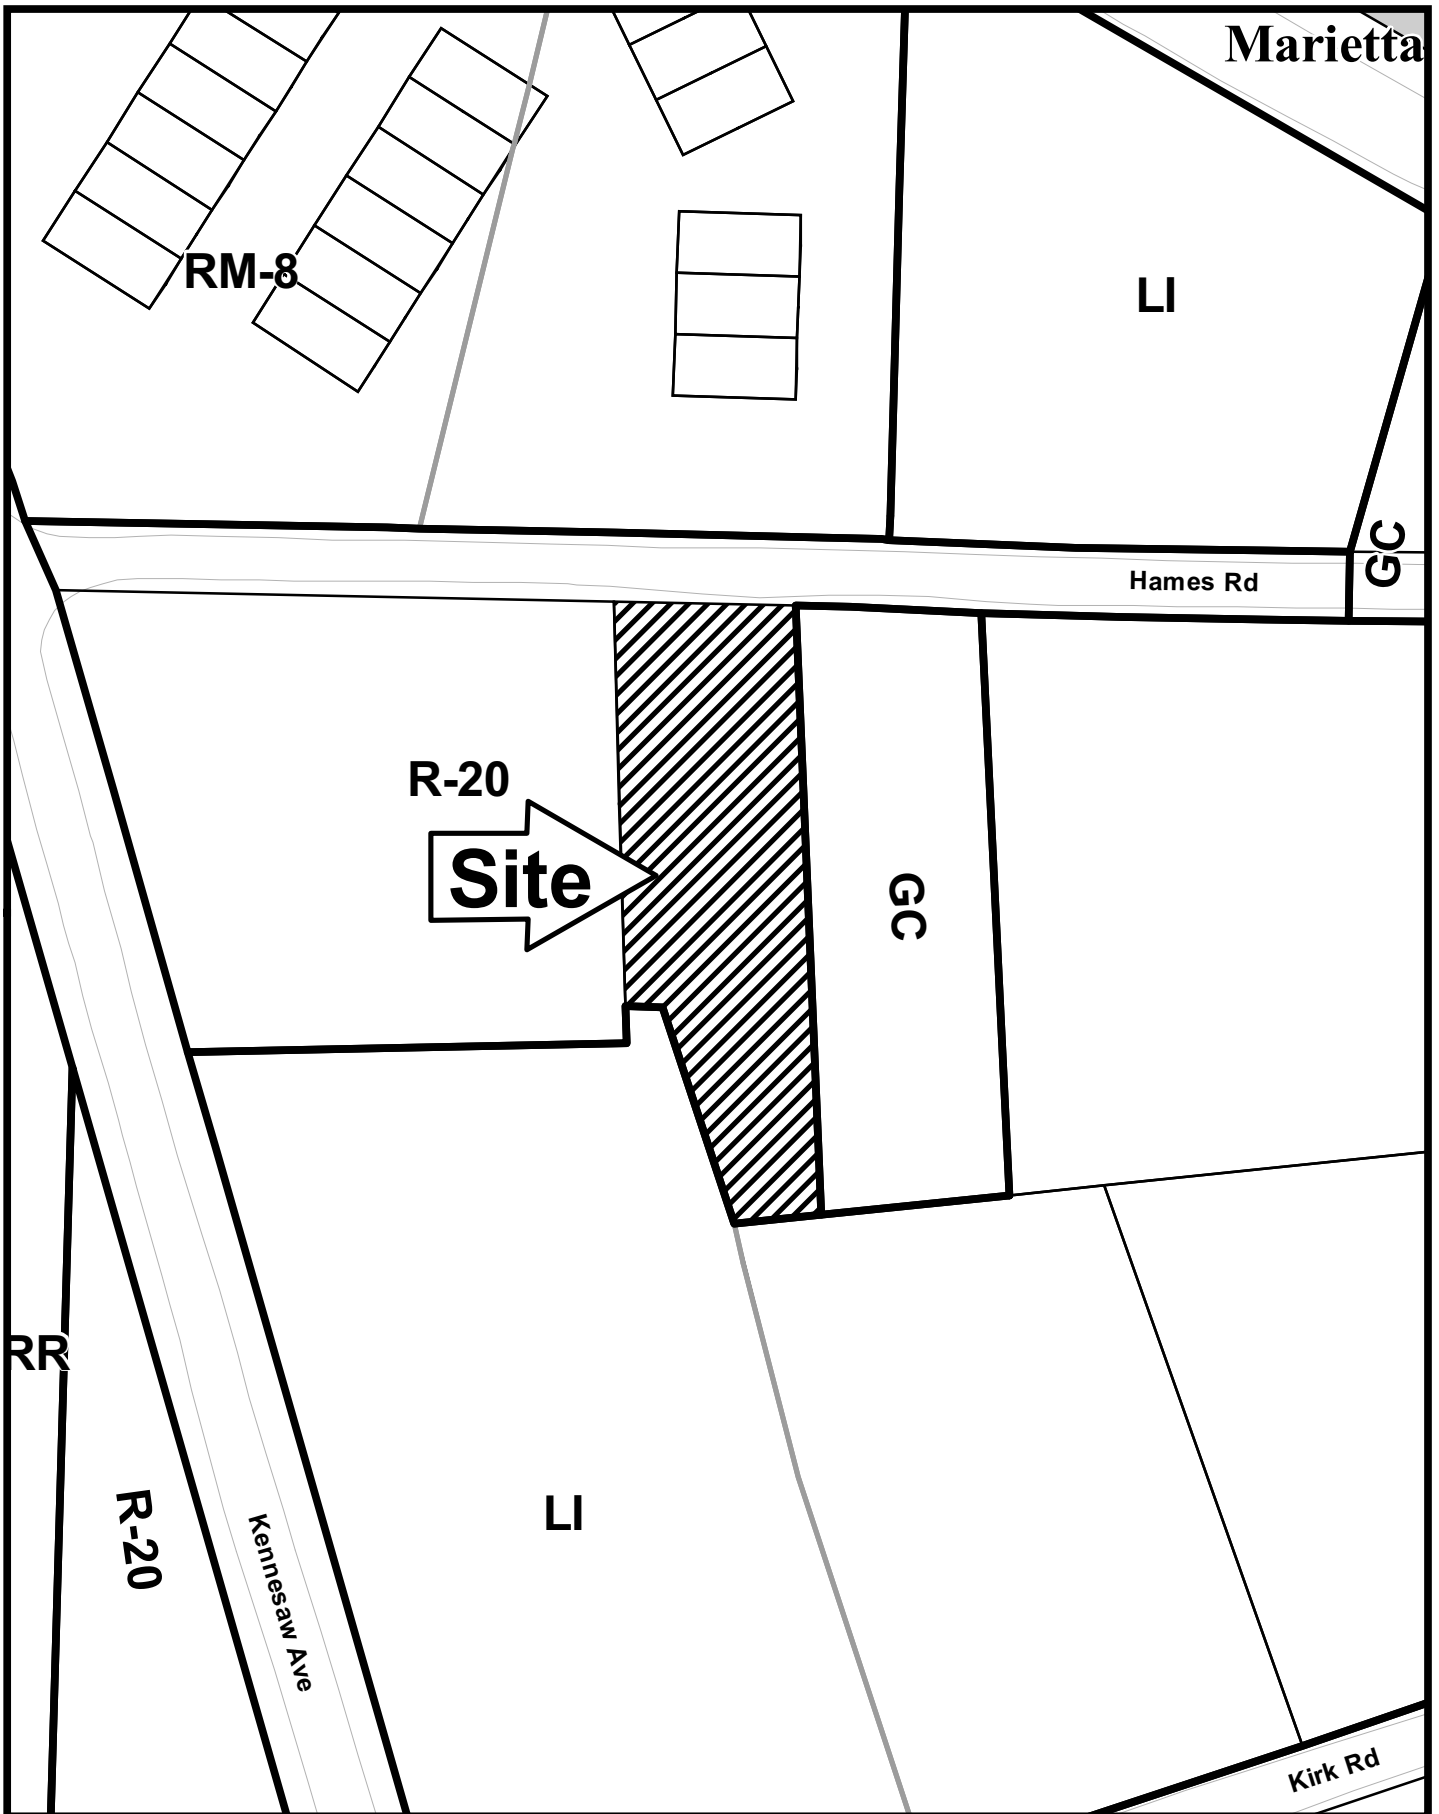 Marietta
RM-8
LI
GC
Hames Rd
R-20
Site
GC
RR
R-20
Kennesaw Ave
LI
Kirk Rd